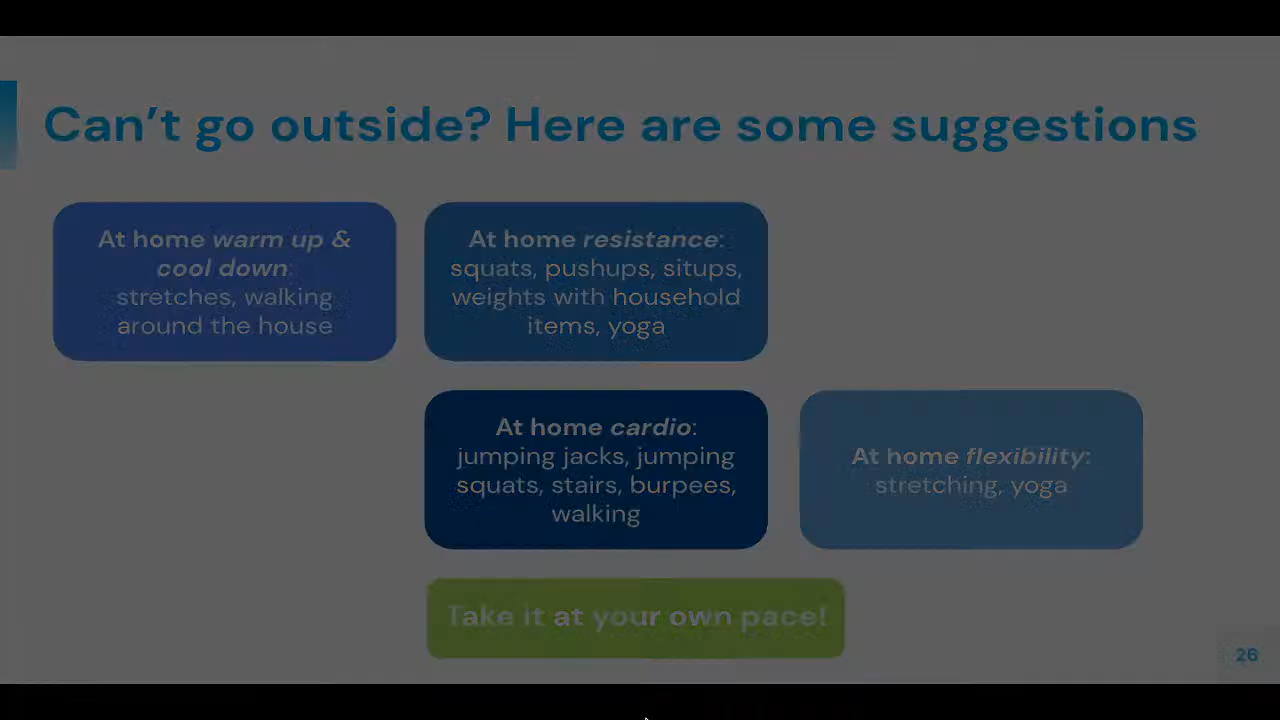 Can’t go outside? Here are some suggestions
At home warm up &
cool down:
stretches, walking
around the house
At home resistance:
squats, pushups, situps,
weights with household
items, yoga
At home cardio:
jumping jacks, jumping
squats, stairs, burpees,
walking
At home flexibility:
stretching, yoga
Take it at your own pace!
26